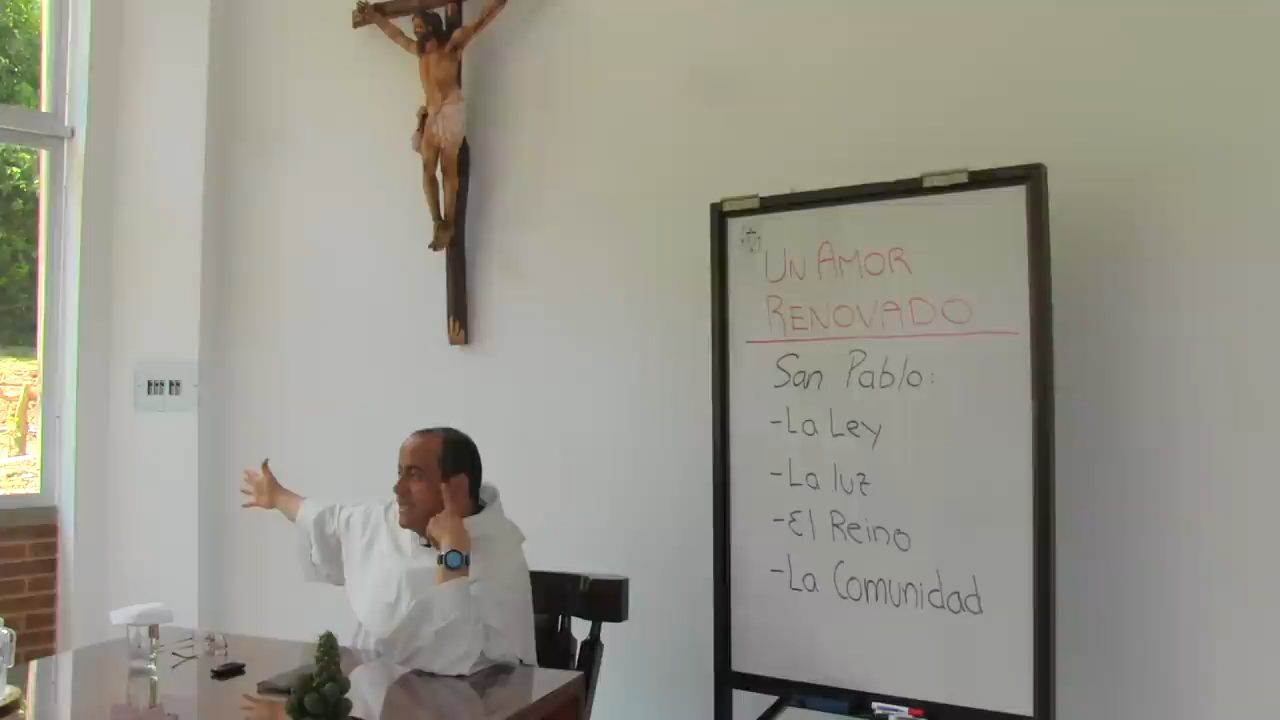 UN AMOR
RENOVADO
San Pablo:
-La Ley
-La luz
-El Reino
-La Comunidad